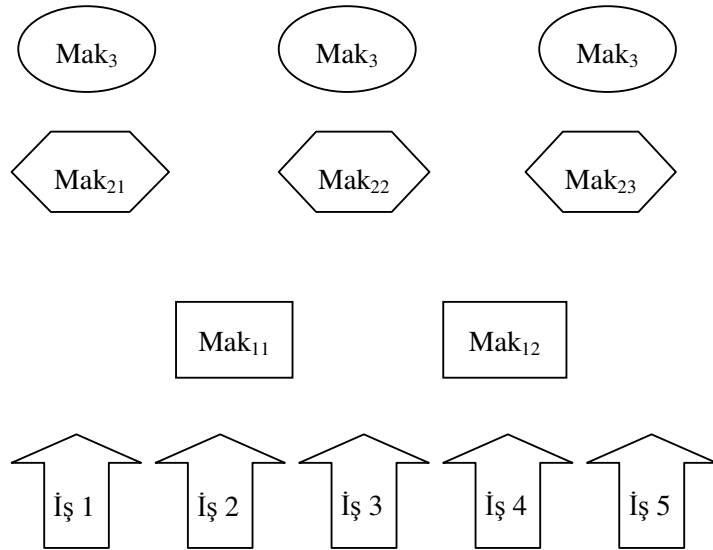 Mak₃ Mak₃ Mak₃
Mak₂₁ Mak₂₂ Mak₂₃
Mak₁₁ Mak₁₂
İş 1 İş 2 İş 3 İş 4 İş 5